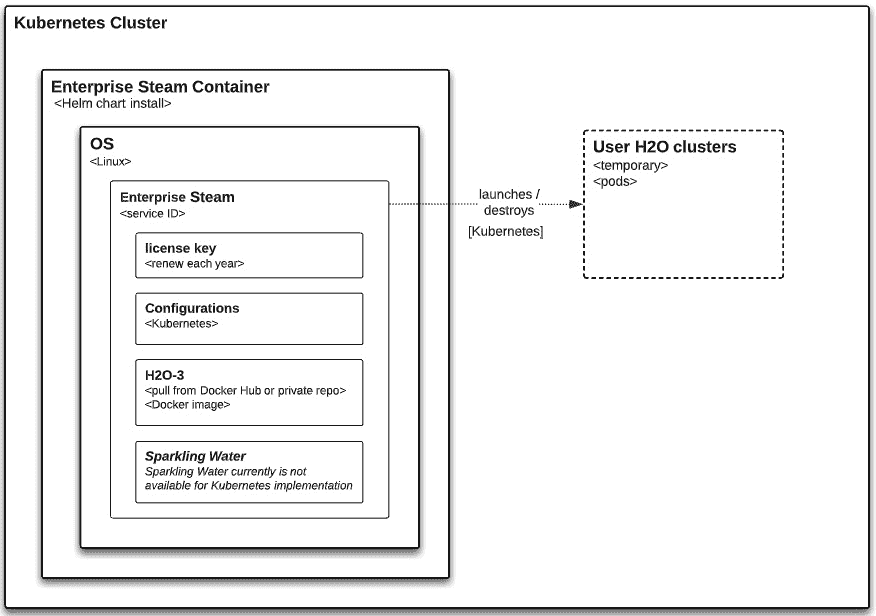 Kubernetes Cluster
Enterprise Steam Container
<Helm chart install>
OS
<Linux>
Enterprise Steam
<service ID>
license key
<renew each year>
Configurations
<Kubernetes>
H2O-3
<pull from Docker Hub or private repo>
<Docker image>
Sparkling Water
Sparkling Water currently is not
available for Kubernetes implementation
launches /
destroys
[Kubernetes]
User H2O clusters
<temporary>
<pods>